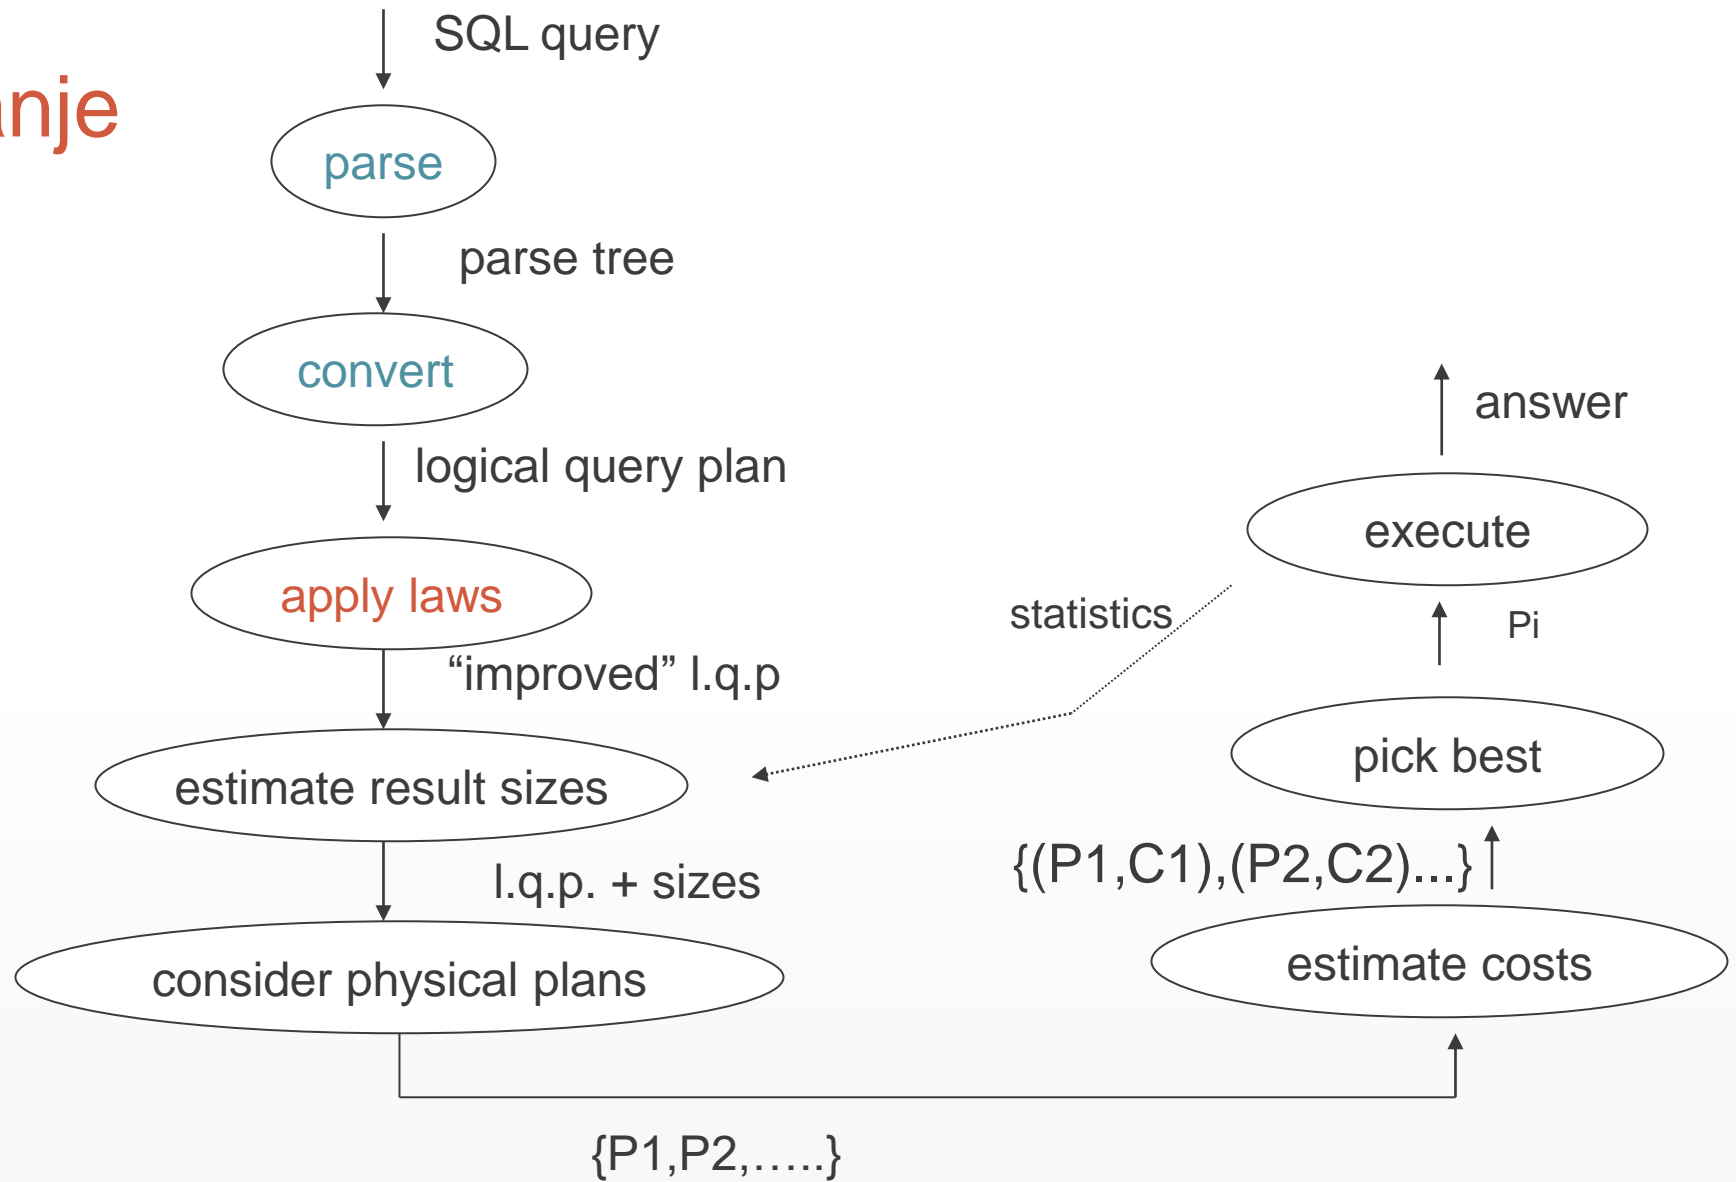 SQL query
anje
parse
parse tree
convert
logical query plan
apply laws
“improved” l.q.p
estimate result sizes
l.q.p. + sizes
consider physical plans
{P1,P2,…..}
estimate costs
{(P1,C1),(P2,C2)...}
pick best
Pi
execute
statistics
answer